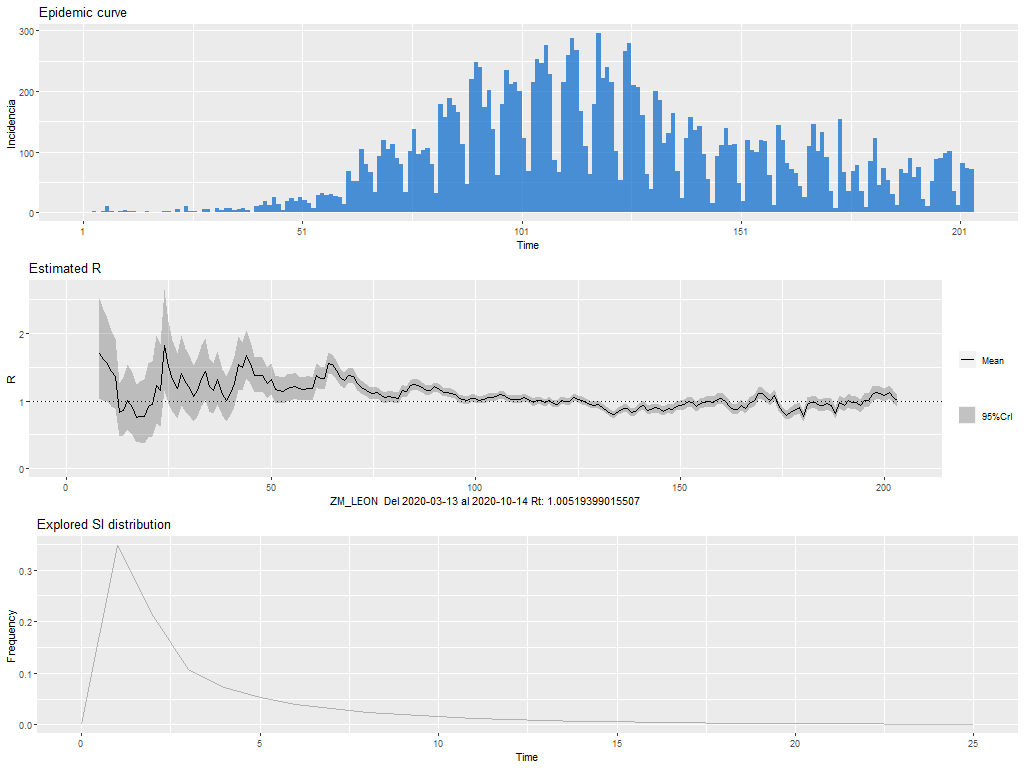 Epidemic curve
300
200
100
0
Incidencia
1 51 101 151 201
Time
Estimated R
2
1
0
R
Mean
95%CrI
0 50 100 150 200
ZM_LEON Del 2020-03-13 al 2020-10-14 Rt: 1.00519399015507
Explored SI distribution
0.3
0.2
0.1
0.0
Frequency
0 5 10 15 20 25
Time